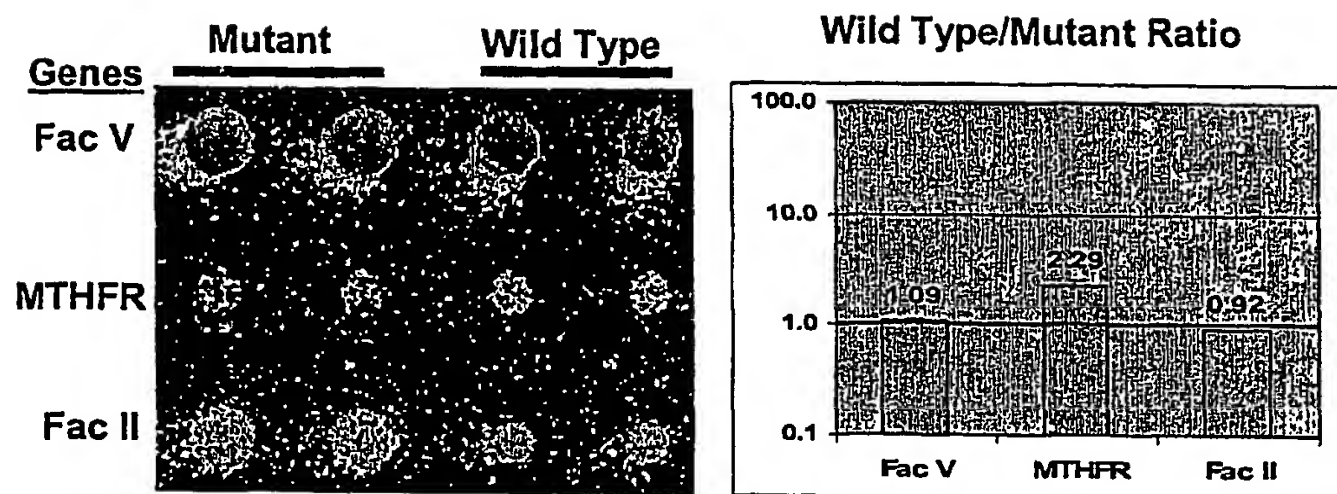 Mutant
Wild Type
Genes
Fac V
MTHFR
Fac II
Wild Type/Mutant Ratio
100.0
10.0
1.0
0.1
1.09
2.29
0.92
Fac V
MTHFR
Fac II